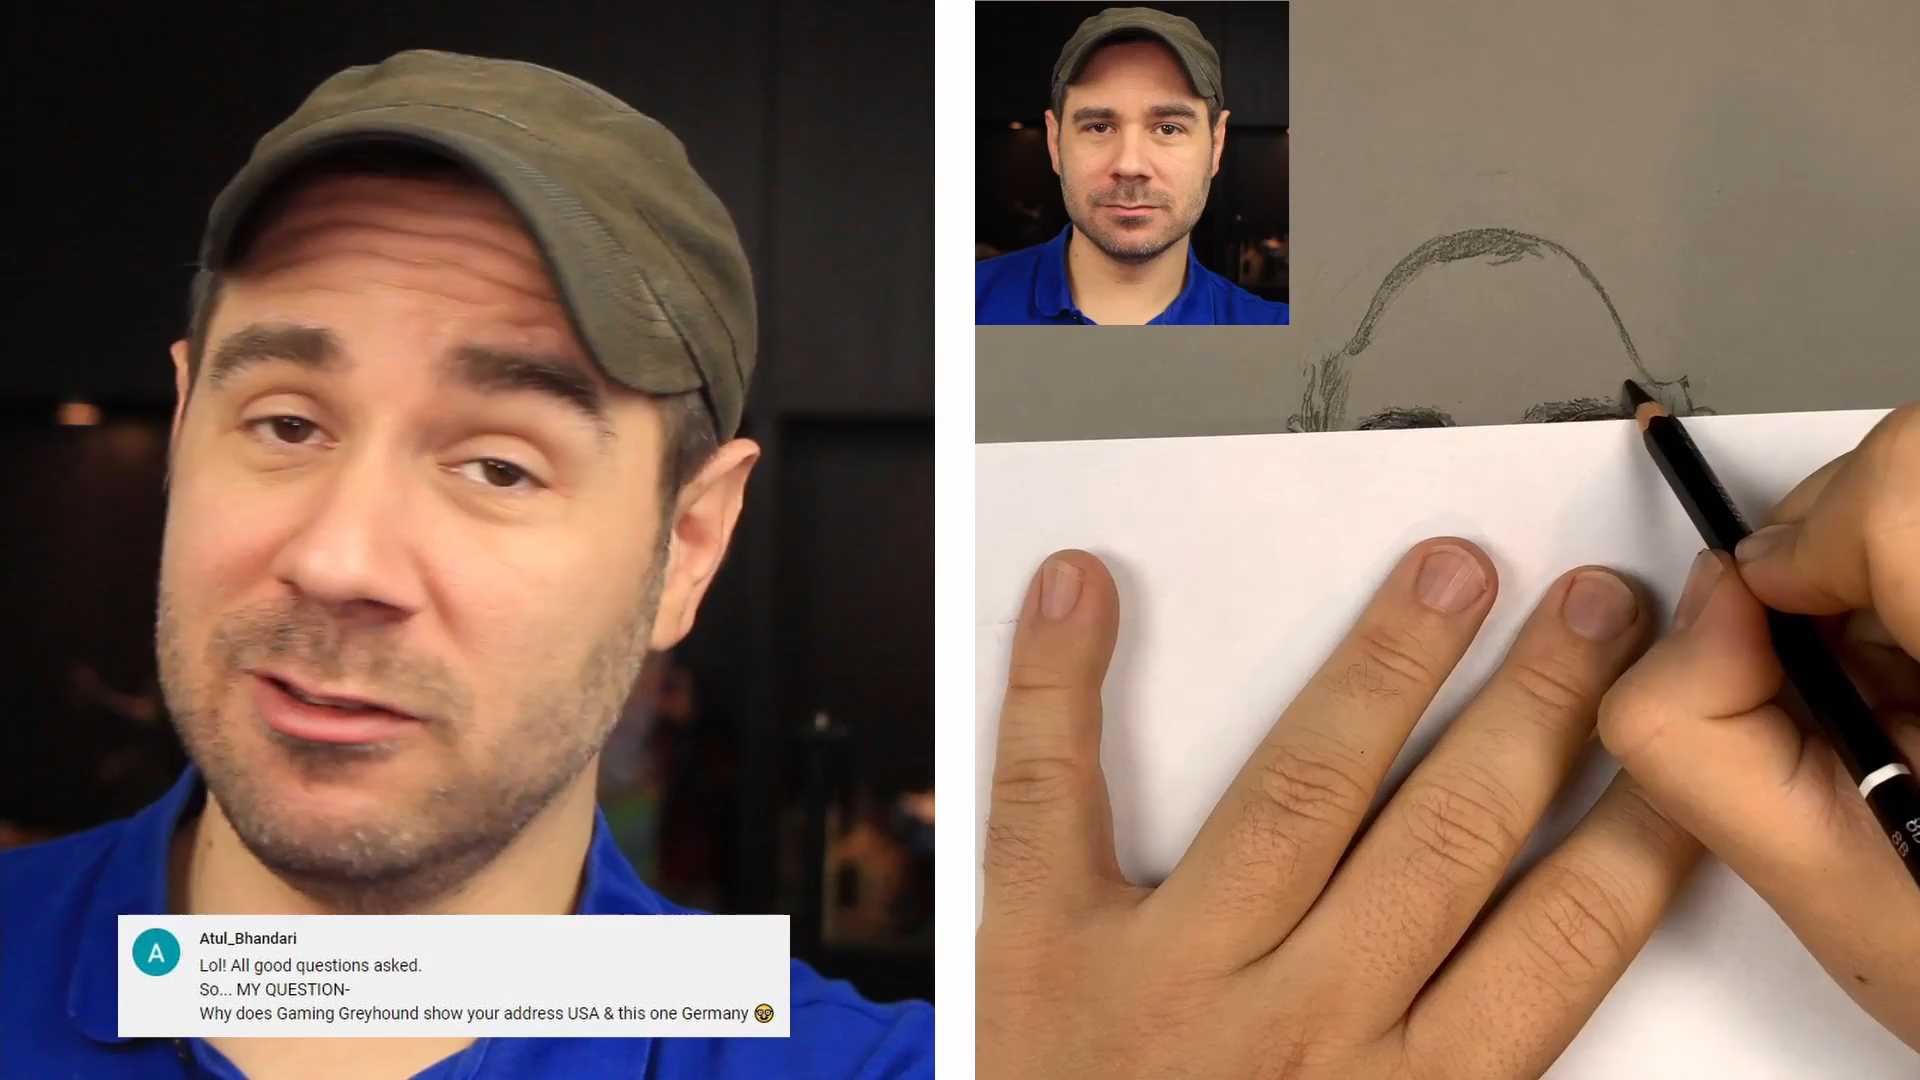 A
Atul_Bhandari
Lol! All good questions asked.
So... MY QUESTION-
Why does Gaming Greyhound show your address USA & this one Germany 🤓
8B